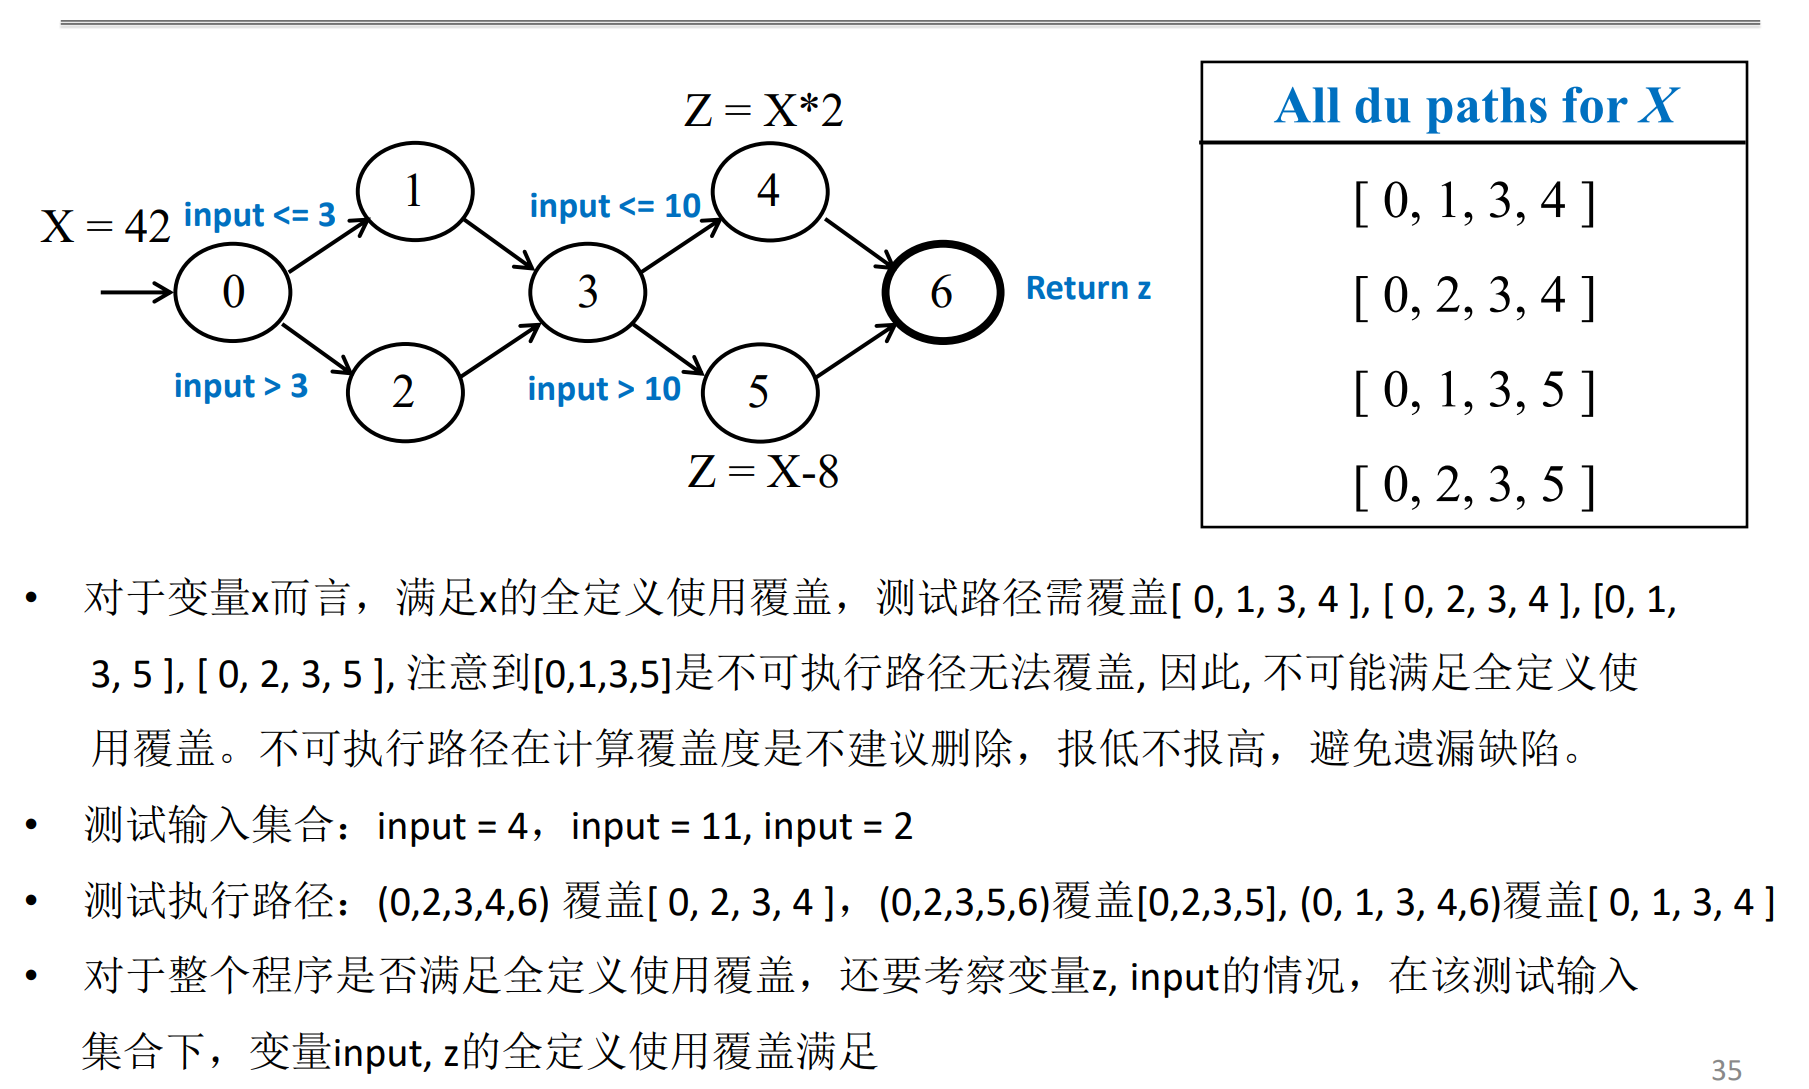 Z = X*2
X = 42
input <= 3
1
input <= 10
4
0
3
6
Return z
input > 3
2
input > 10
5
Z = X-8
All du paths for X
[ 0, 1, 3, 4 ]
[ 0, 2, 3, 4 ]
[ 0, 1, 3, 5 ]
[ 0, 2, 3, 5 ]
• 对于变量x而言，满足x的全定义使用覆盖，测试路径需覆盖[ 0, 1, 3, 4 ], [ 0, 2, 3, 4 ], [0, 1,
3, 5 ], [ 0, 2, 3, 5 ], 注意到[0,1,3,5]是不可执行路径无法覆盖, 因此, 不可能满足全定义使
用覆盖。不可执行路径在计算覆盖度是不建议删除，报低不报高，避免遗漏缺陷。
• 测试输入集合：input = 4，input = 11, input = 2
• 测试执行路径：(0,2,3,4,6) 覆盖[ 0, 2, 3, 4 ]，(0,2,3,5,6)覆盖[0,2,3,5], (0, 1, 3, 4,6)覆盖[ 0, 1, 3, 4 ]
• 对于整个程序是否满足全定义使用覆盖，还要考察变量z, input的情况，在该测试输入
集合下，变量input, z的全定义使用覆盖满足
35